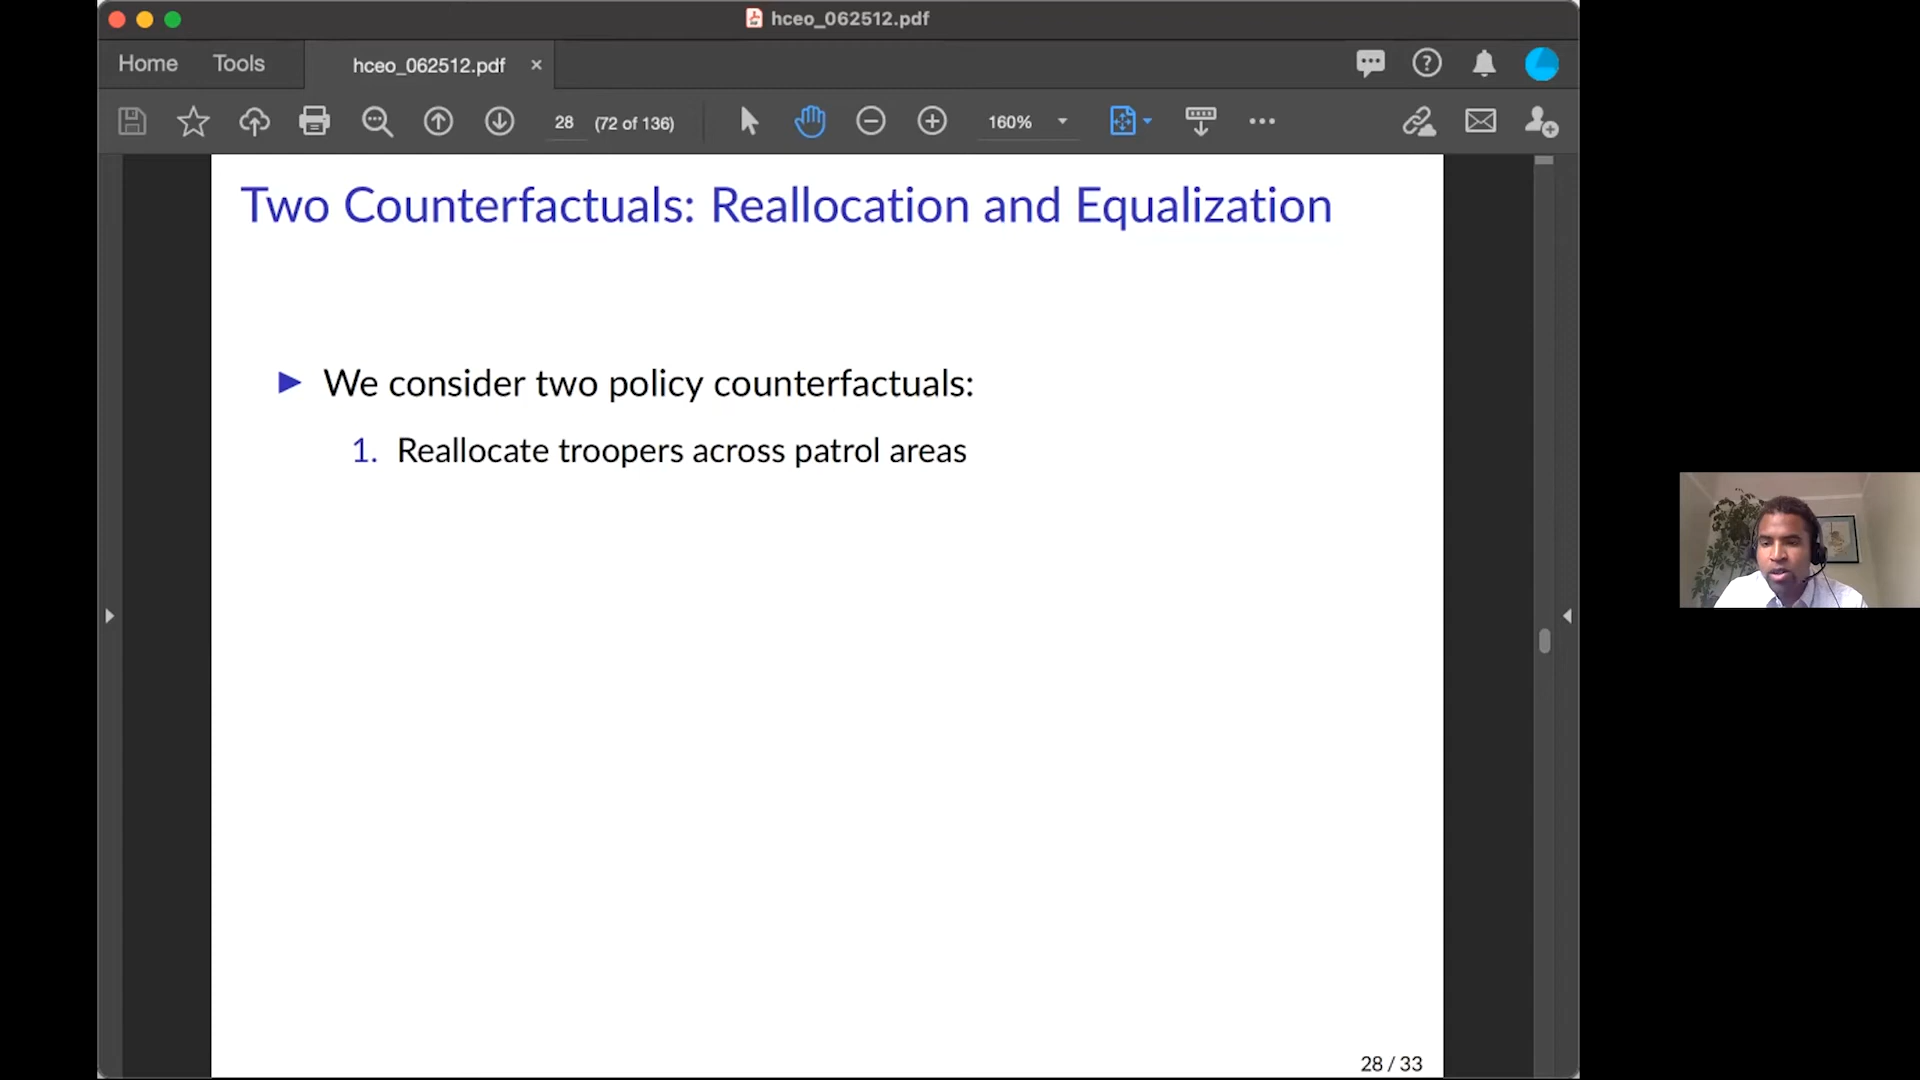 hceo_062512.pdf
Home Tools hceo_062512.pdf ×
28 (72 of 136) 160%
Two Counterfactuals: Reallocation and Equalization
We consider two policy counterfactuals:
1. Reallocate troopers across patrol areas
28 / 33